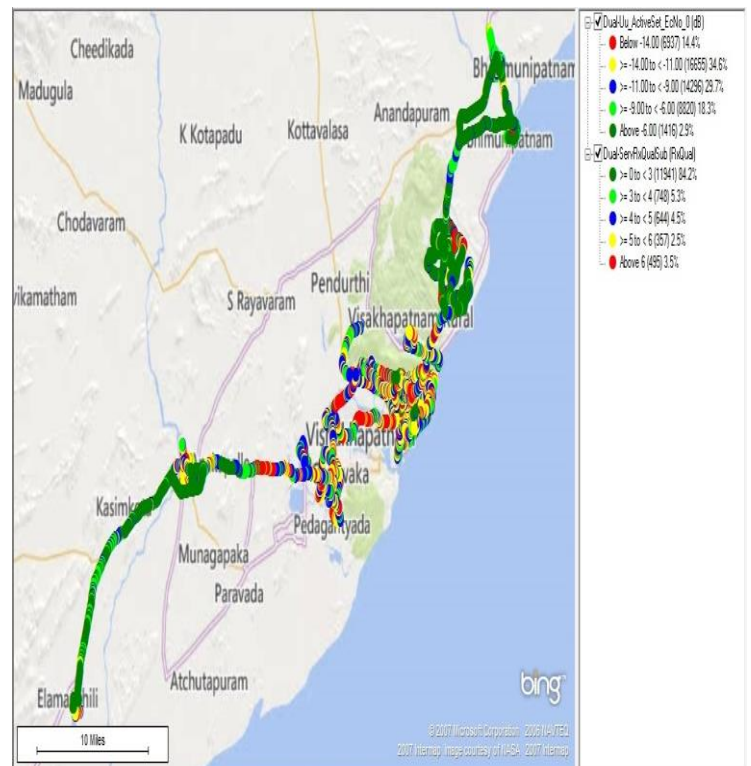 Cheedikada
Madugula
K Kotapadu
Kottavalasa
Anandapuram
Bhimunipatnam
Chodavaram
vikamatham
S Rayavaram
Pendurthi
Visakhapatnam Rural
Kasimk
vaka
Pedagantyada
Munagapaka
Paravada
Atchutapuram
10 Miles
bing
© 2007 Microsoft Corporation 2006 NAVTEQ
2007 Intermap Image courtesy of NASA 2007 Intermap
Dual-Uu_ActiveSet_EcNo_0 (dB)
Below -14.00 (6937) 14.4%
>= -14.00 to < -11.00 (16655) 34.6%
>= -11.00 to < -9.00 (14296) 29.7%
>= -9.00 to < -6.00 (8820) 18.3%
Above -6.00 (1416) 2.9%
Dual-ServRxQualSub (RxQual)
>= 0 to < 3 (11941) 84.2%
>= 3 to < 4 (748) 5.3%
>= 4 to < 5 (644) 4.5%
>= 5 to < 6 (357) 2.5%
Above 6 (495) 3.5%